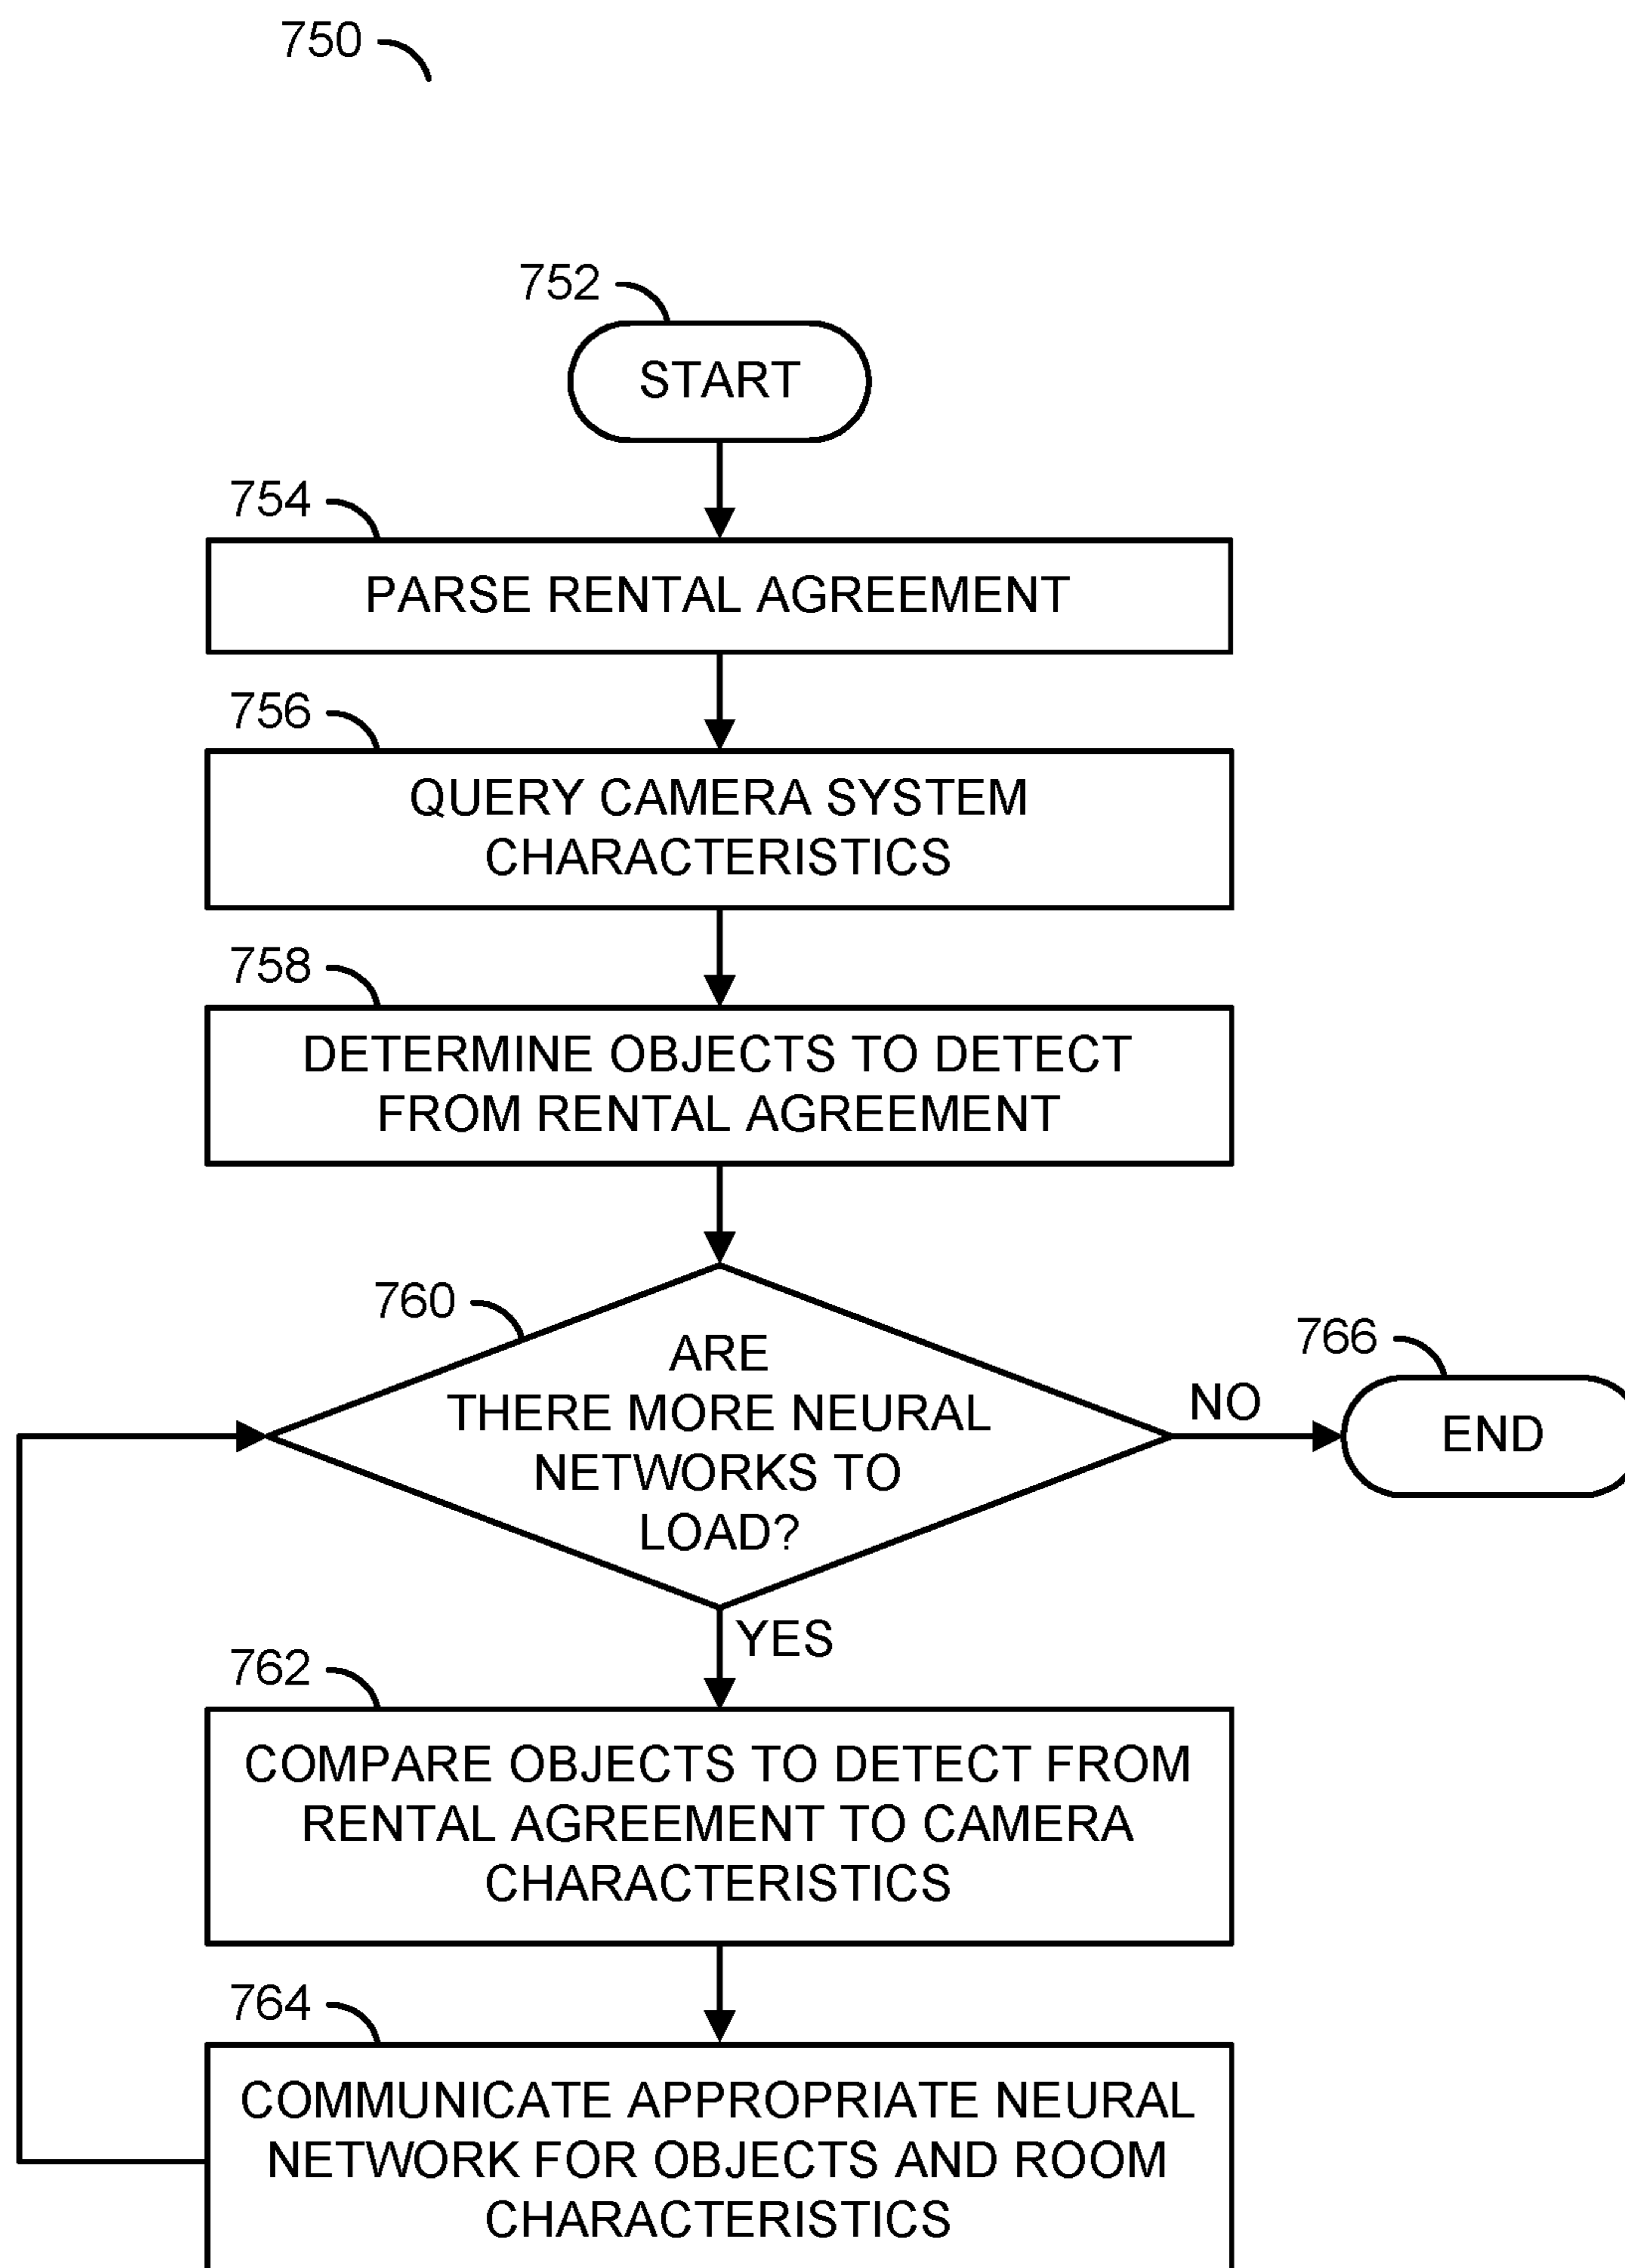 750
752
START
754
PARSE RENTAL AGREEMENT
756
QUERY CAMERA SYSTEM
CHARACTERISTICS
758
DETERMINE OBJECTS TO DETECT
FROM RENTAL AGREEMENT
760
ARE
THERE MORE NEURAL
NETWORKS TO
LOAD?
NO
766
END
YES
762
COMPARE OBJECTS TO DETECT FROM
RENTAL AGREEMENT TO CAMERA
CHARACTERISTICS
764
COMMUNICATE APPROPRIATE NEURAL
NETWORK FOR OBJECTS AND ROOM
CHARACTERISTICS